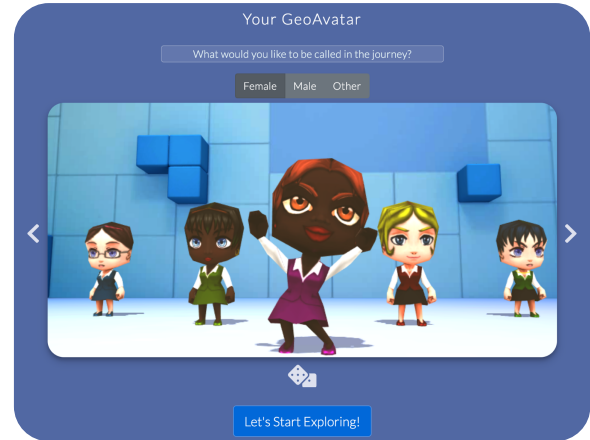 Your GeoAvatar
What would you like to be called in the journey?
Female Male Other
Let's Start Exploring!